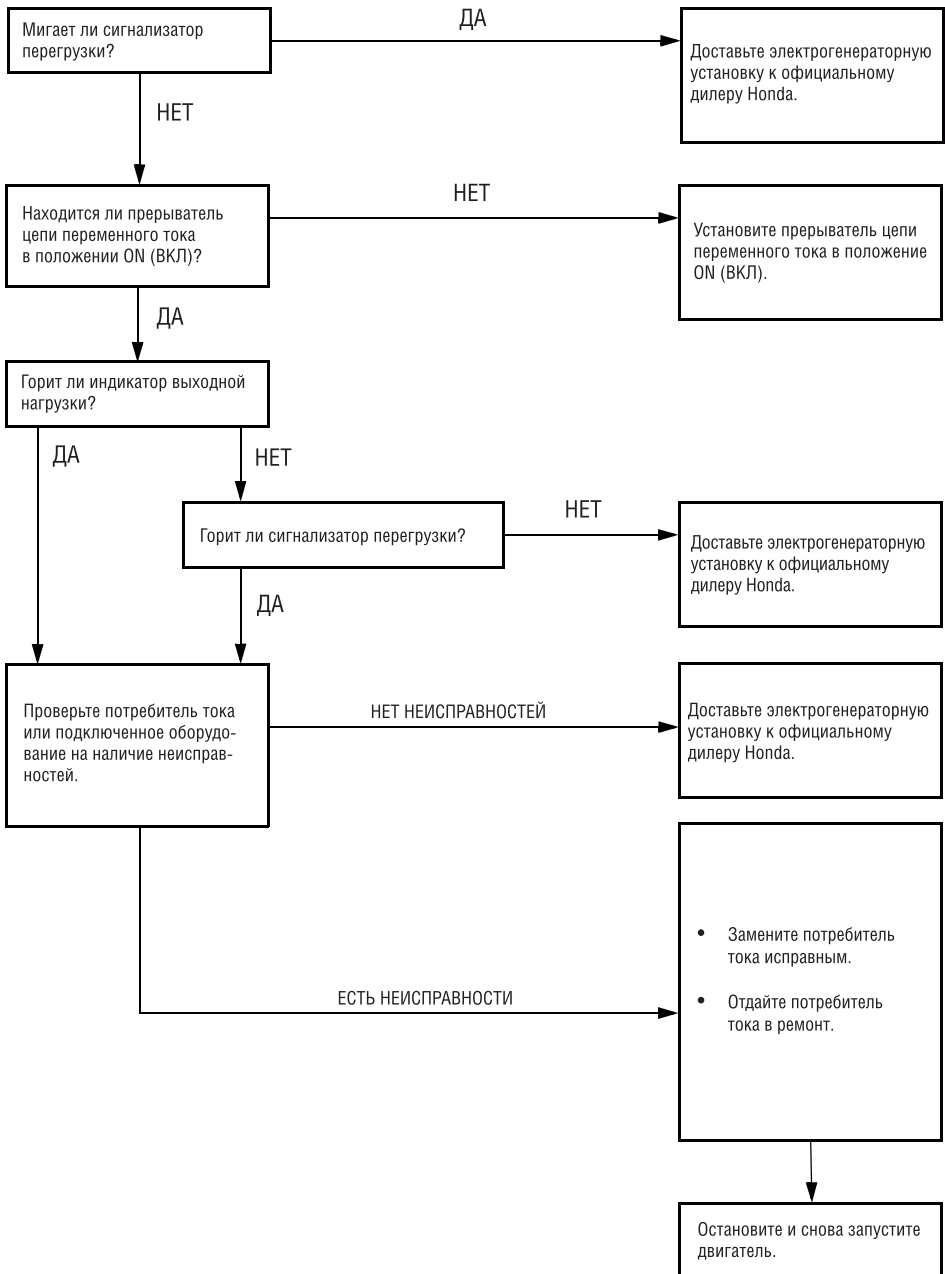 Мигает ли сигнализатор
перегрузки?
ДА
Доставьте электрогенераторную
установку к официальному
дилеру Honda.
НЕТ
Находится ли прерыватель
цепи переменного тока
в положении ON (ВКЛ)?
НЕТ
Установите прерыватель цепи
переменного тока в положение
ON (ВКЛ).
ДА
Горит ли индикатор выходной
нагрузки?
ДА
НЕТ
Горит ли сигнализатор перегрузки?
НЕТ
Доставьте электрогенераторную
установку к официальному
дилеру Honda.
ДА
Проверьте потребитель тока
или подключенное оборудо-
вание на наличие неисправ-
ностей.
НЕТ НЕИСПРАВНОСТЕЙ
Доставьте электрогенераторную
установку к официальному
дилеру Honda.
ЕСТЬ НЕИСПРАВНОСТИ
• Замените потребитель
тока исправным.
• Отдайте потребитель
тока в ремонт.
Остановите и снова запустите
двигатель.